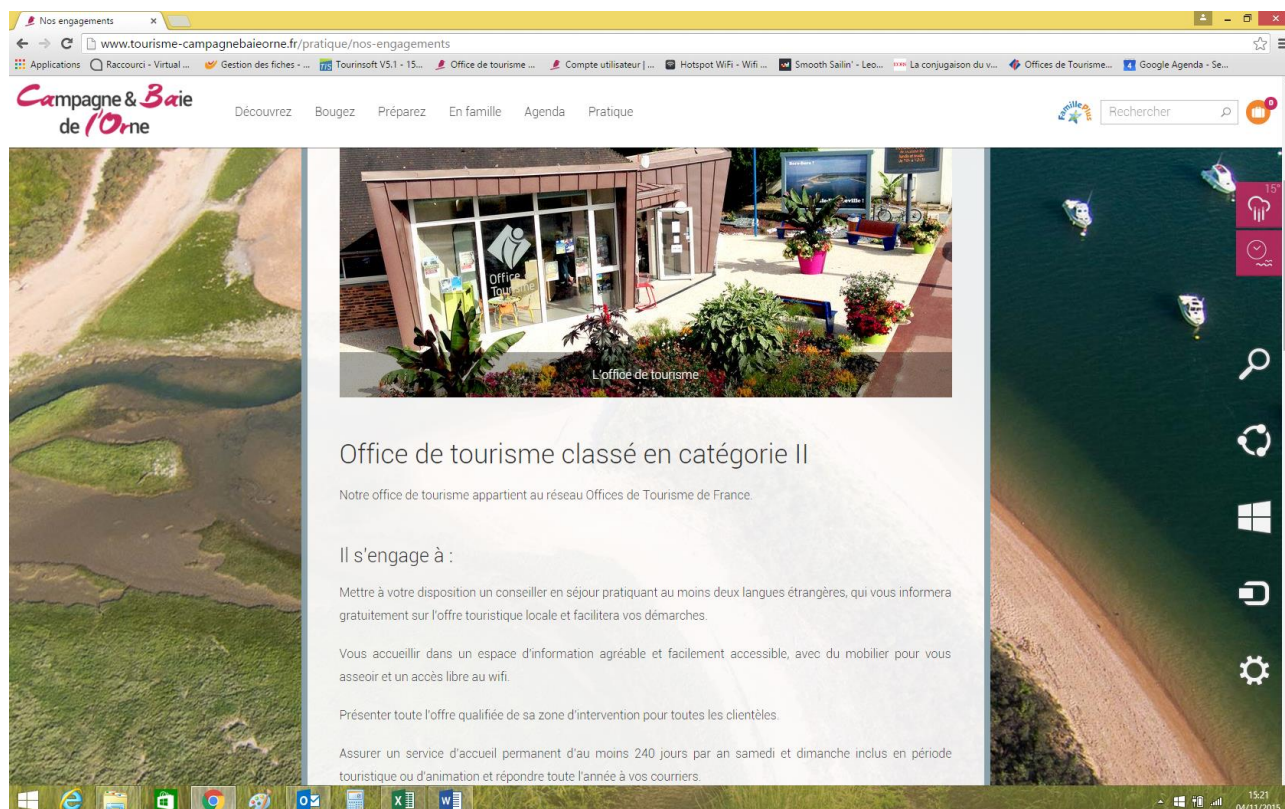 Nos engagements
www.tourisme-campagnebaieorne.fr/pratique/nos-engagements
Applications Raccourci - Virtual ... Gestion des fiches - ... Tourinsoft V5.1 - 15... Office de tourisme ... Compte utilisateur | ... Hotspot WiFi - Wifi ... Smooth Sailin' - Leo... La conjugaison du v... Offices de Tourisme... Google Agenda - Se...
Campagne & Baie
de l'Orne
Découvrez Bougez Préparez En famille Agenda Pratique
Famille Plus
Rechercher
0
15°
Office
Tourisme
L'office de tourisme
Office de tourisme classé en catégorie II
Notre office de tourisme appartient au réseau Offices de Tourisme de France.
Il s'engage à :
Mettre à votre disposition un conseiller en séjour pratiquant au moins deux langues étrangères, qui vous informera
gratuitement sur l'offre touristique locale et facilitera vos démarches.
Vous accueillir dans un espace d'information agréable et facilement accessible, avec du mobilier pour vous
asseoir et un accès libre au wifi.
Présenter toute l'offre qualifiée de sa zone d'intervention pour toutes les clientèles.
Assurer un service d'accueil permanent d'au moins 240 jours par an samedi et dimanche inclus en période
touristique ou d'animation et répondre toute l'année à vos courriers.
15:21
04/11/2015